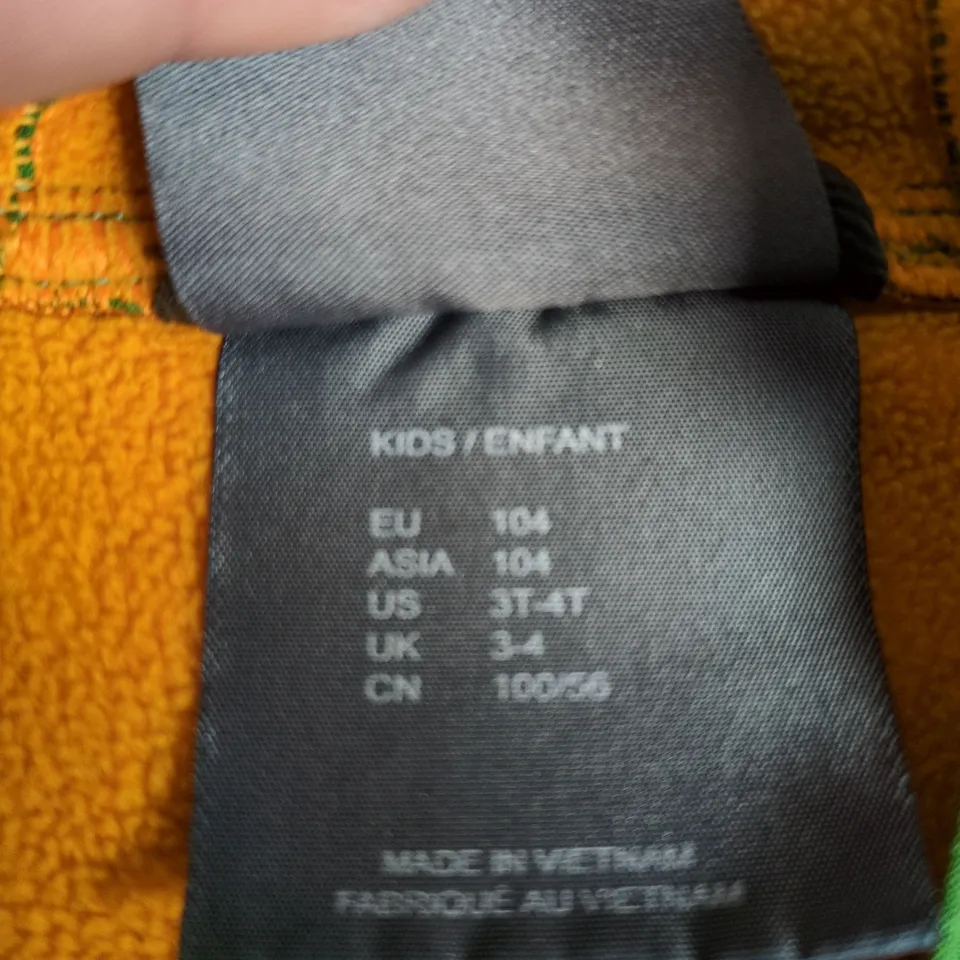 KIDS / ENFANT
EU 104
ASIA 104
US 3T-4T
UK 3-4
CN 100/56
MADE IN VIETNAM
FABRIQUÉ AU VIETNAM